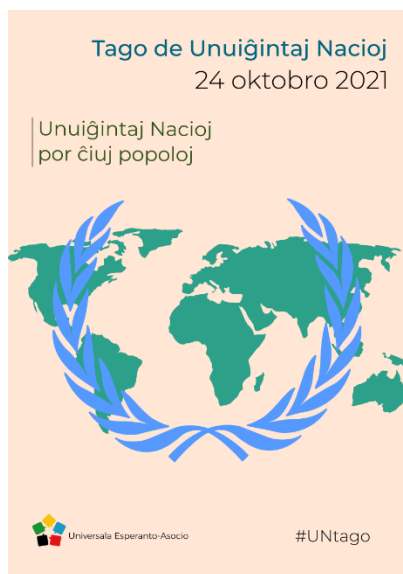 Tago de Unuiĝintaj Nacioj
24 oktobro 2021
Unuiĝintaj Nacioj
por ĉiuj popoloj
Universala Esperanto-Asocio
#UNtago